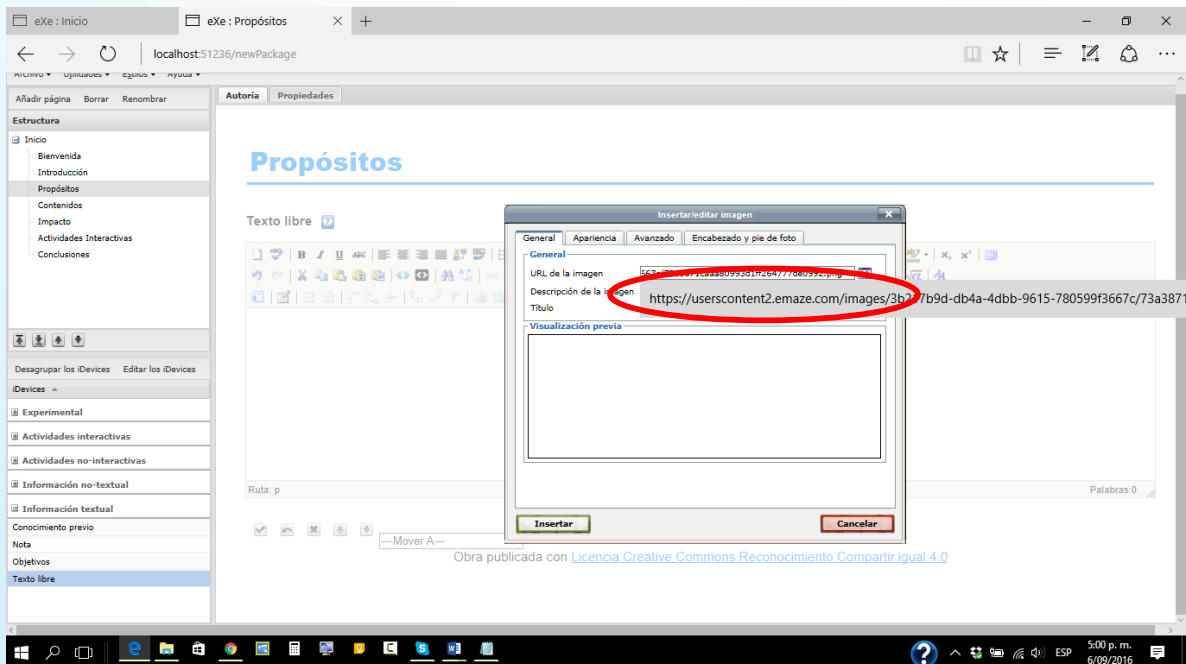 eXe : Inicio
eXe : Propósitos
localhost:51236/newPackage
Archivo Utilidades Estilos Ayuda
Añadir página Borrar Renombrar
Autoría Propiedades
Estructura
Inicio
Bienvenida
Introducción
Propósitos
Contenidos
Impacto
Actividades Interactivas
Conclusiones
Desagrupar los iDevices Editar los iDevices
iDevices
Experimental
Actividades interactivas
Actividades no-interactivas
Información no-textual
Información textual
Conocimiento previo
Nota
Objetivos
Texto libre
Propósitos
Texto libre
Insertar/editar imagen
General Apariencia Avanzado Encabezado y pie de foto
General
URL de la imagen
Descripción de la imagen
Título
https://userscontent2.emaze.com/images/3b217b9d-db4a-4dbb-9615-780599f3667c/73a3871
Visualización previa
Insertar Cancelar
Ruta: p
Palabras:0
---Mover A---
Obra publicada con Licencia Creative Commons Reconocimiento Compartir igual 4.0
ESP
5:00 p. m.
6/09/2016